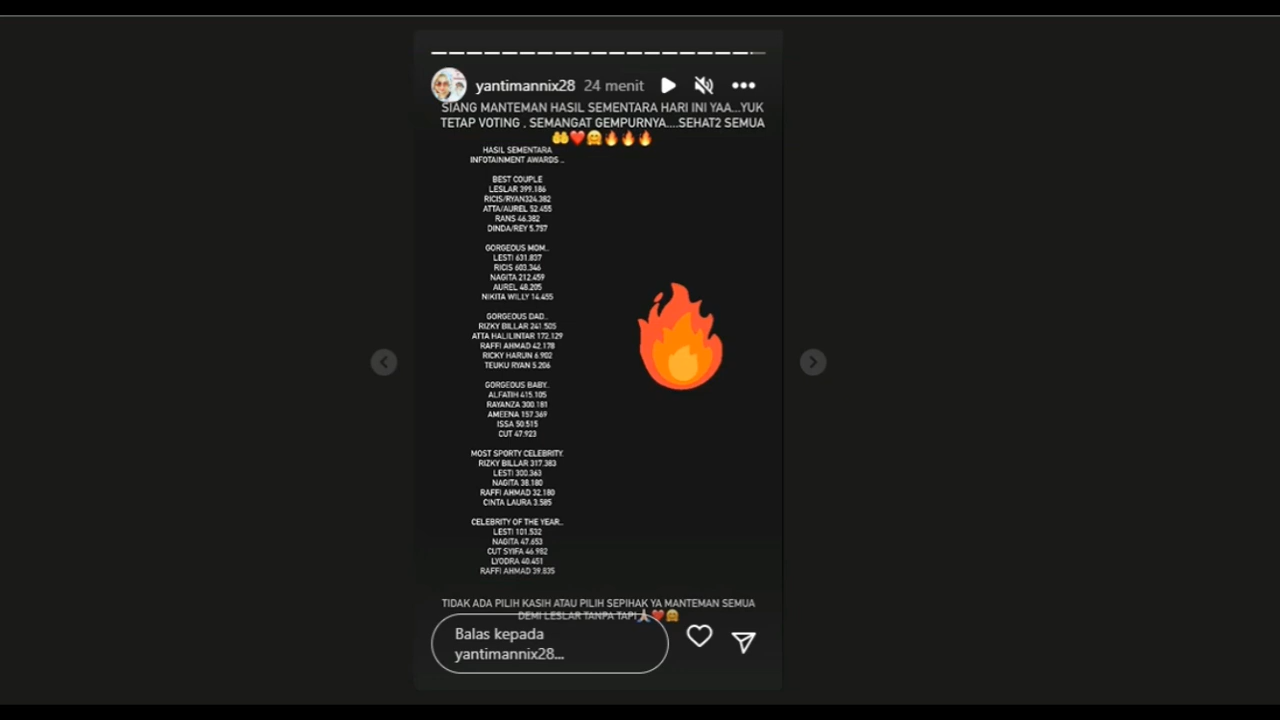 yantimannix28 24 menit
SIANG MANTEMAN HASIL SEMENTARA HARI INI YAA...YUK
TETAP VOTING , SEMANGAT GEMPURNYA....SEHAT2 SEMUA
🤲❤️🤗🔥🔥🔥
HASIL SEMENTARA
INFOTAINMENT AWARDS ..
BEST COUPLE
LESLAR 399.186
RICIS/RYAN324.382
ATTA/AUREL 52.455
RANS 46.382
DINDA/REY 5.757
GORGEOUS MOM..
LESTI 631.837
RICIS 603.346
NAGITA 212.459
AUREL 48.205
NIKITA WILLY 14.455
GORGEOUS DAD..
RIZKY BILLAR 241.505
ATTA HALILINTAR 172.129
RAFFI AHMAD 42.178
RICKY HARUN 6.902
TEUKU RYAN 5.206
GORGEOUS BABY..
ALFATIH 415.105
RAYANZA 300.181
AMEENA 157.369
ISSA 50.515
CUT 47.923
MOST SPORTY CELEBRITY.
RIZKY BILLAR 317.383
LESTI 300.363
NAGITA 38.180
RAFFI AHMAD 32.180
CINTA LAURA 3.585
CELEBRITY OF THE YEAR..
LESTI 101.532
NAGITA 47.653
CUT SYIFA 46.982
LYODRA 40.451
RAFFI AHMAD 39.835
TIDAK ADA PILIH KASIH ATAU PILIH SEPIHAK YA MANTEMAN SEMUA
DEMI LESLAR TANPA TAPI🙏❤️🤗
Balas kepada
yantimannix28...